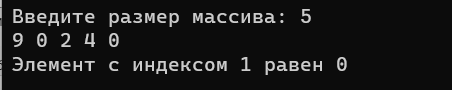 Введите размер массива: 5
9 0 2 4 0
Элемент с индексом 1 равен 0